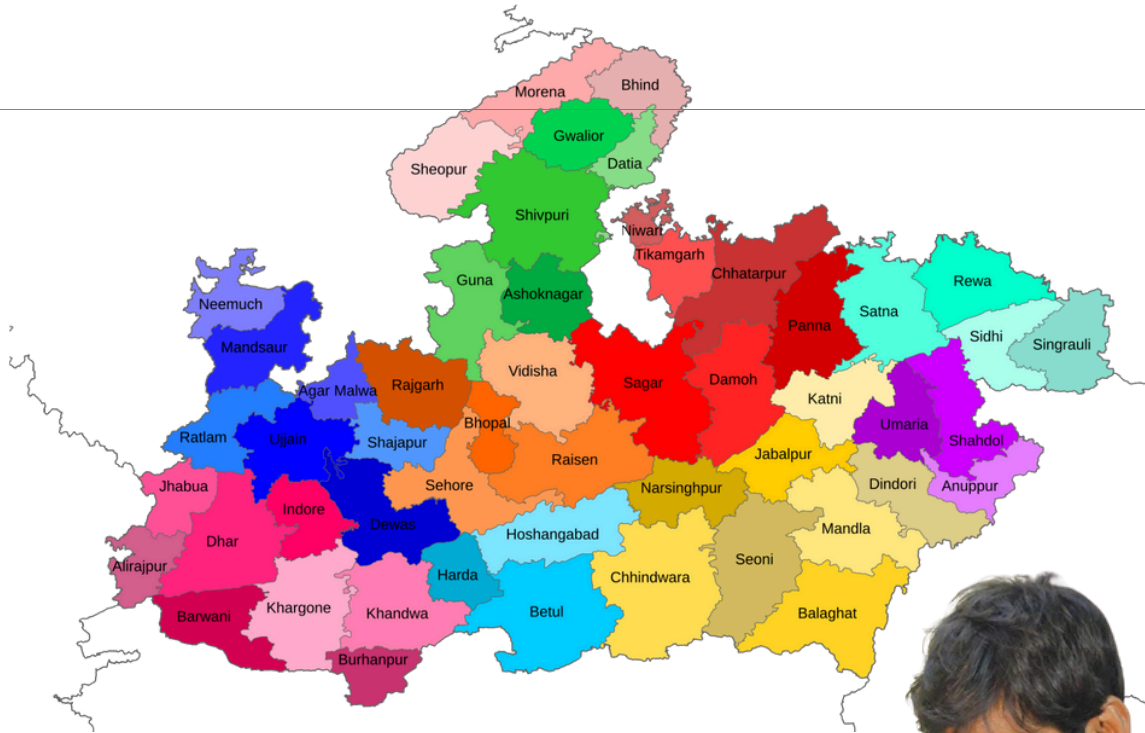 Bhind
Morena
Gwalior
Datia
Sheopur
Shivpuri
Niwari
Tikamgarh
Chhatarpur
Guna
Ashoknagar
Rewa
Neemuch
Panna
Satna
Sidhi
Singrauli
Mandsaur
Vidisha
Sagar
Damoh
Agar Malwa
Rajgarh
Katni
Bhopal
Umaria
Ratlam
Ujjain
Shajapur
Shahdol
Raisen
Jabalpur
Jhabua
Sehore
Narsinghpur
Dindori
Anuppur
Indore
Dewas
Hoshangabad
Mandla
Dhar
Seoni
Alirajpur
Harda
Chhindwara
Barwani
Khargone
Khandwa
Betul
Balaghat
Burhanpur